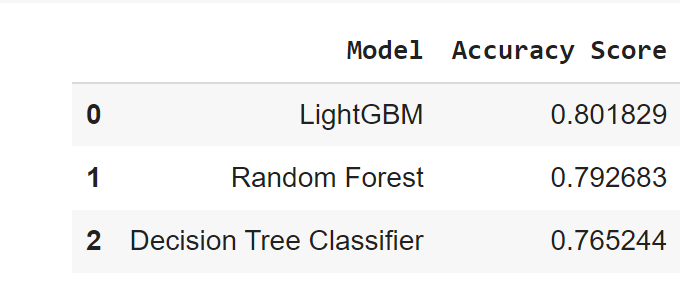 Model Accuracy Score
0 LightGBM 0.801829
1 Random Forest 0.792683
2 Decision Tree Classifier 0.765244